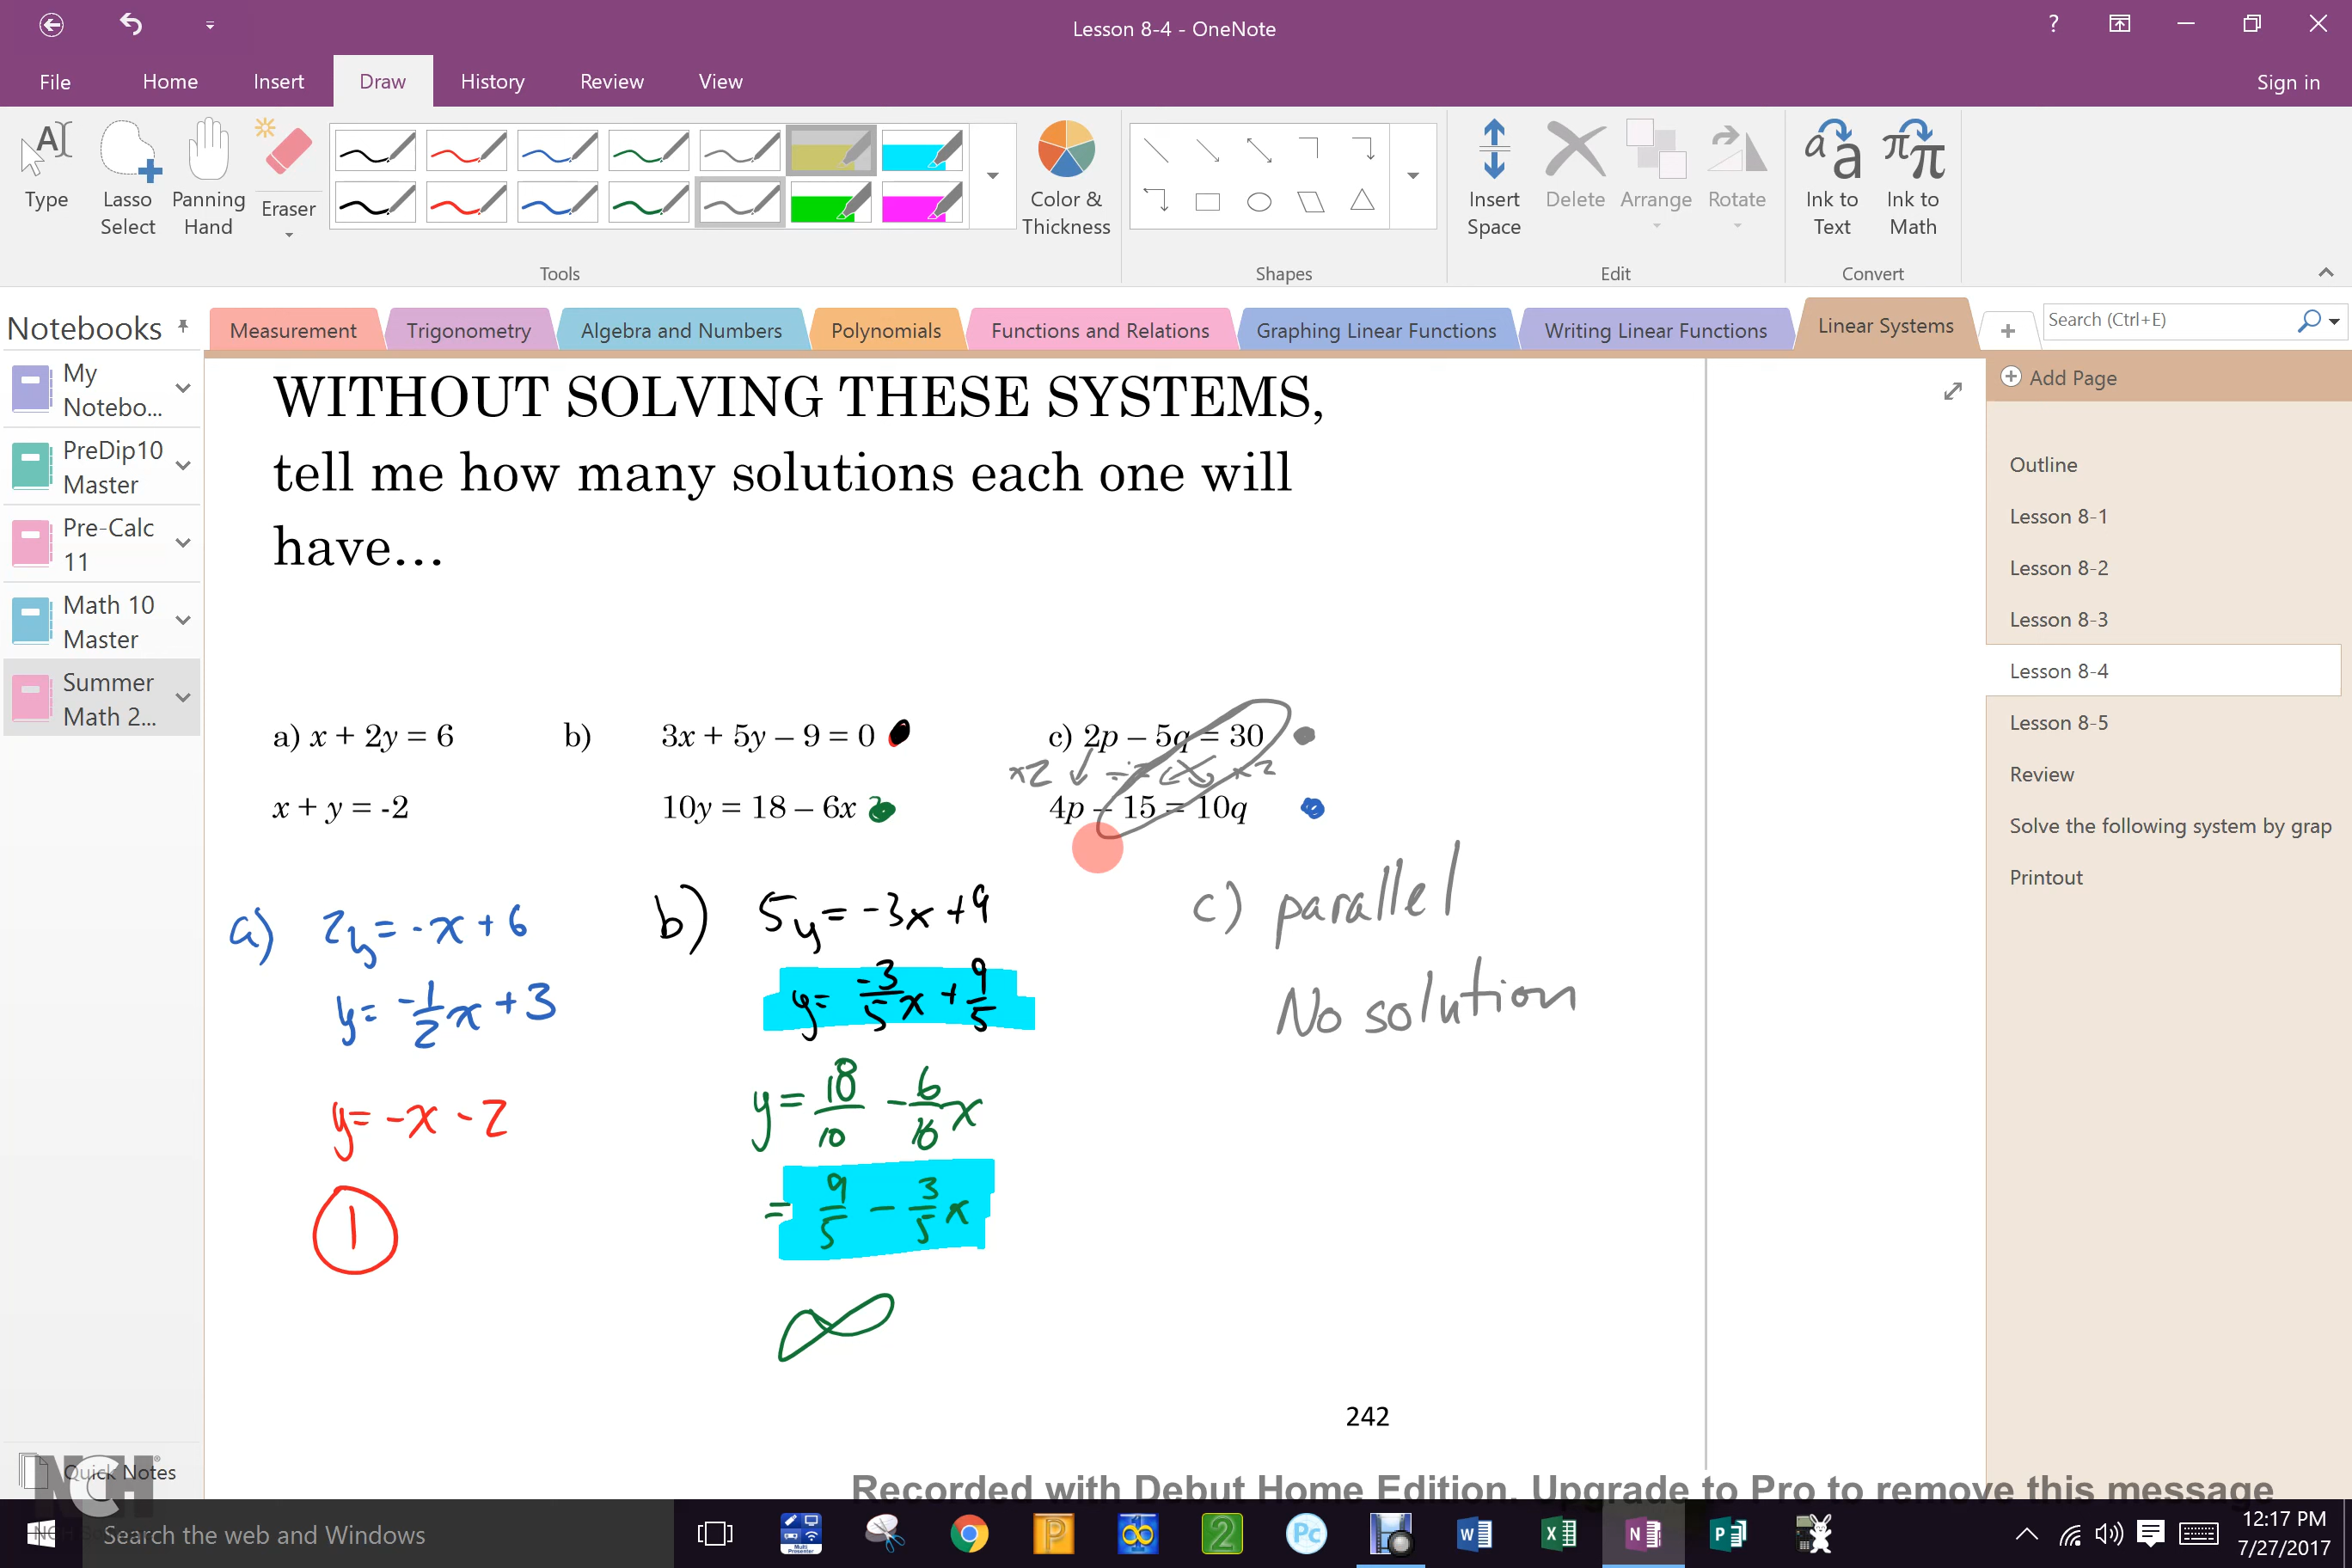 Lesson 8-4 - OneNote
File Home Insert Draw History Review View Sign in
Type Lasso Select Panning Hand Eraser Color & Thickness Insert Space Delete Arrange Rotate Ink to Text Ink to Math
Tools Shapes Edit Convert
Notebooks Measurement Trigonometry Algebra and Numbers Polynomials Functions and Relations Graphing Linear Functions Writing Linear Functions Linear Systems Search (Ctrl+E)
My Notebo...
PreDip10 Master
Pre-Calc 11
Math 10 Master
Summer Math 2...
Quick Notes
WITHOUT SOLVING THESE SYSTEMS,
tell me how many solutions each one will
have...
a) x + 2y = 6 b) 3x + 5y – 9 = 0 c) 2p – 5q = 30
x2 ÷2 x2
x + y = -2 10y = 18 – 6x 4p – 15 = 10q
a) 2y = -x + 6
y = -1/2 x + 3
y = -x - 2
1
b) 5y = -3x + 9
y = -3/5 x + 9/5
y = 18/10 - 6/10 x
= 9/5 - 3/5 x
∞
c) parallel
No solution
242
Add Page
Outline
Lesson 8-1
Lesson 8-2
Lesson 8-3
Lesson 8-4
Lesson 8-5
Review
Solve the following system by grap
Printout
NCH
Recorded with Debut Home Edition. Upgrade to Pro to remove this message
Search the web and Windows
12:17 PM
7/27/2017